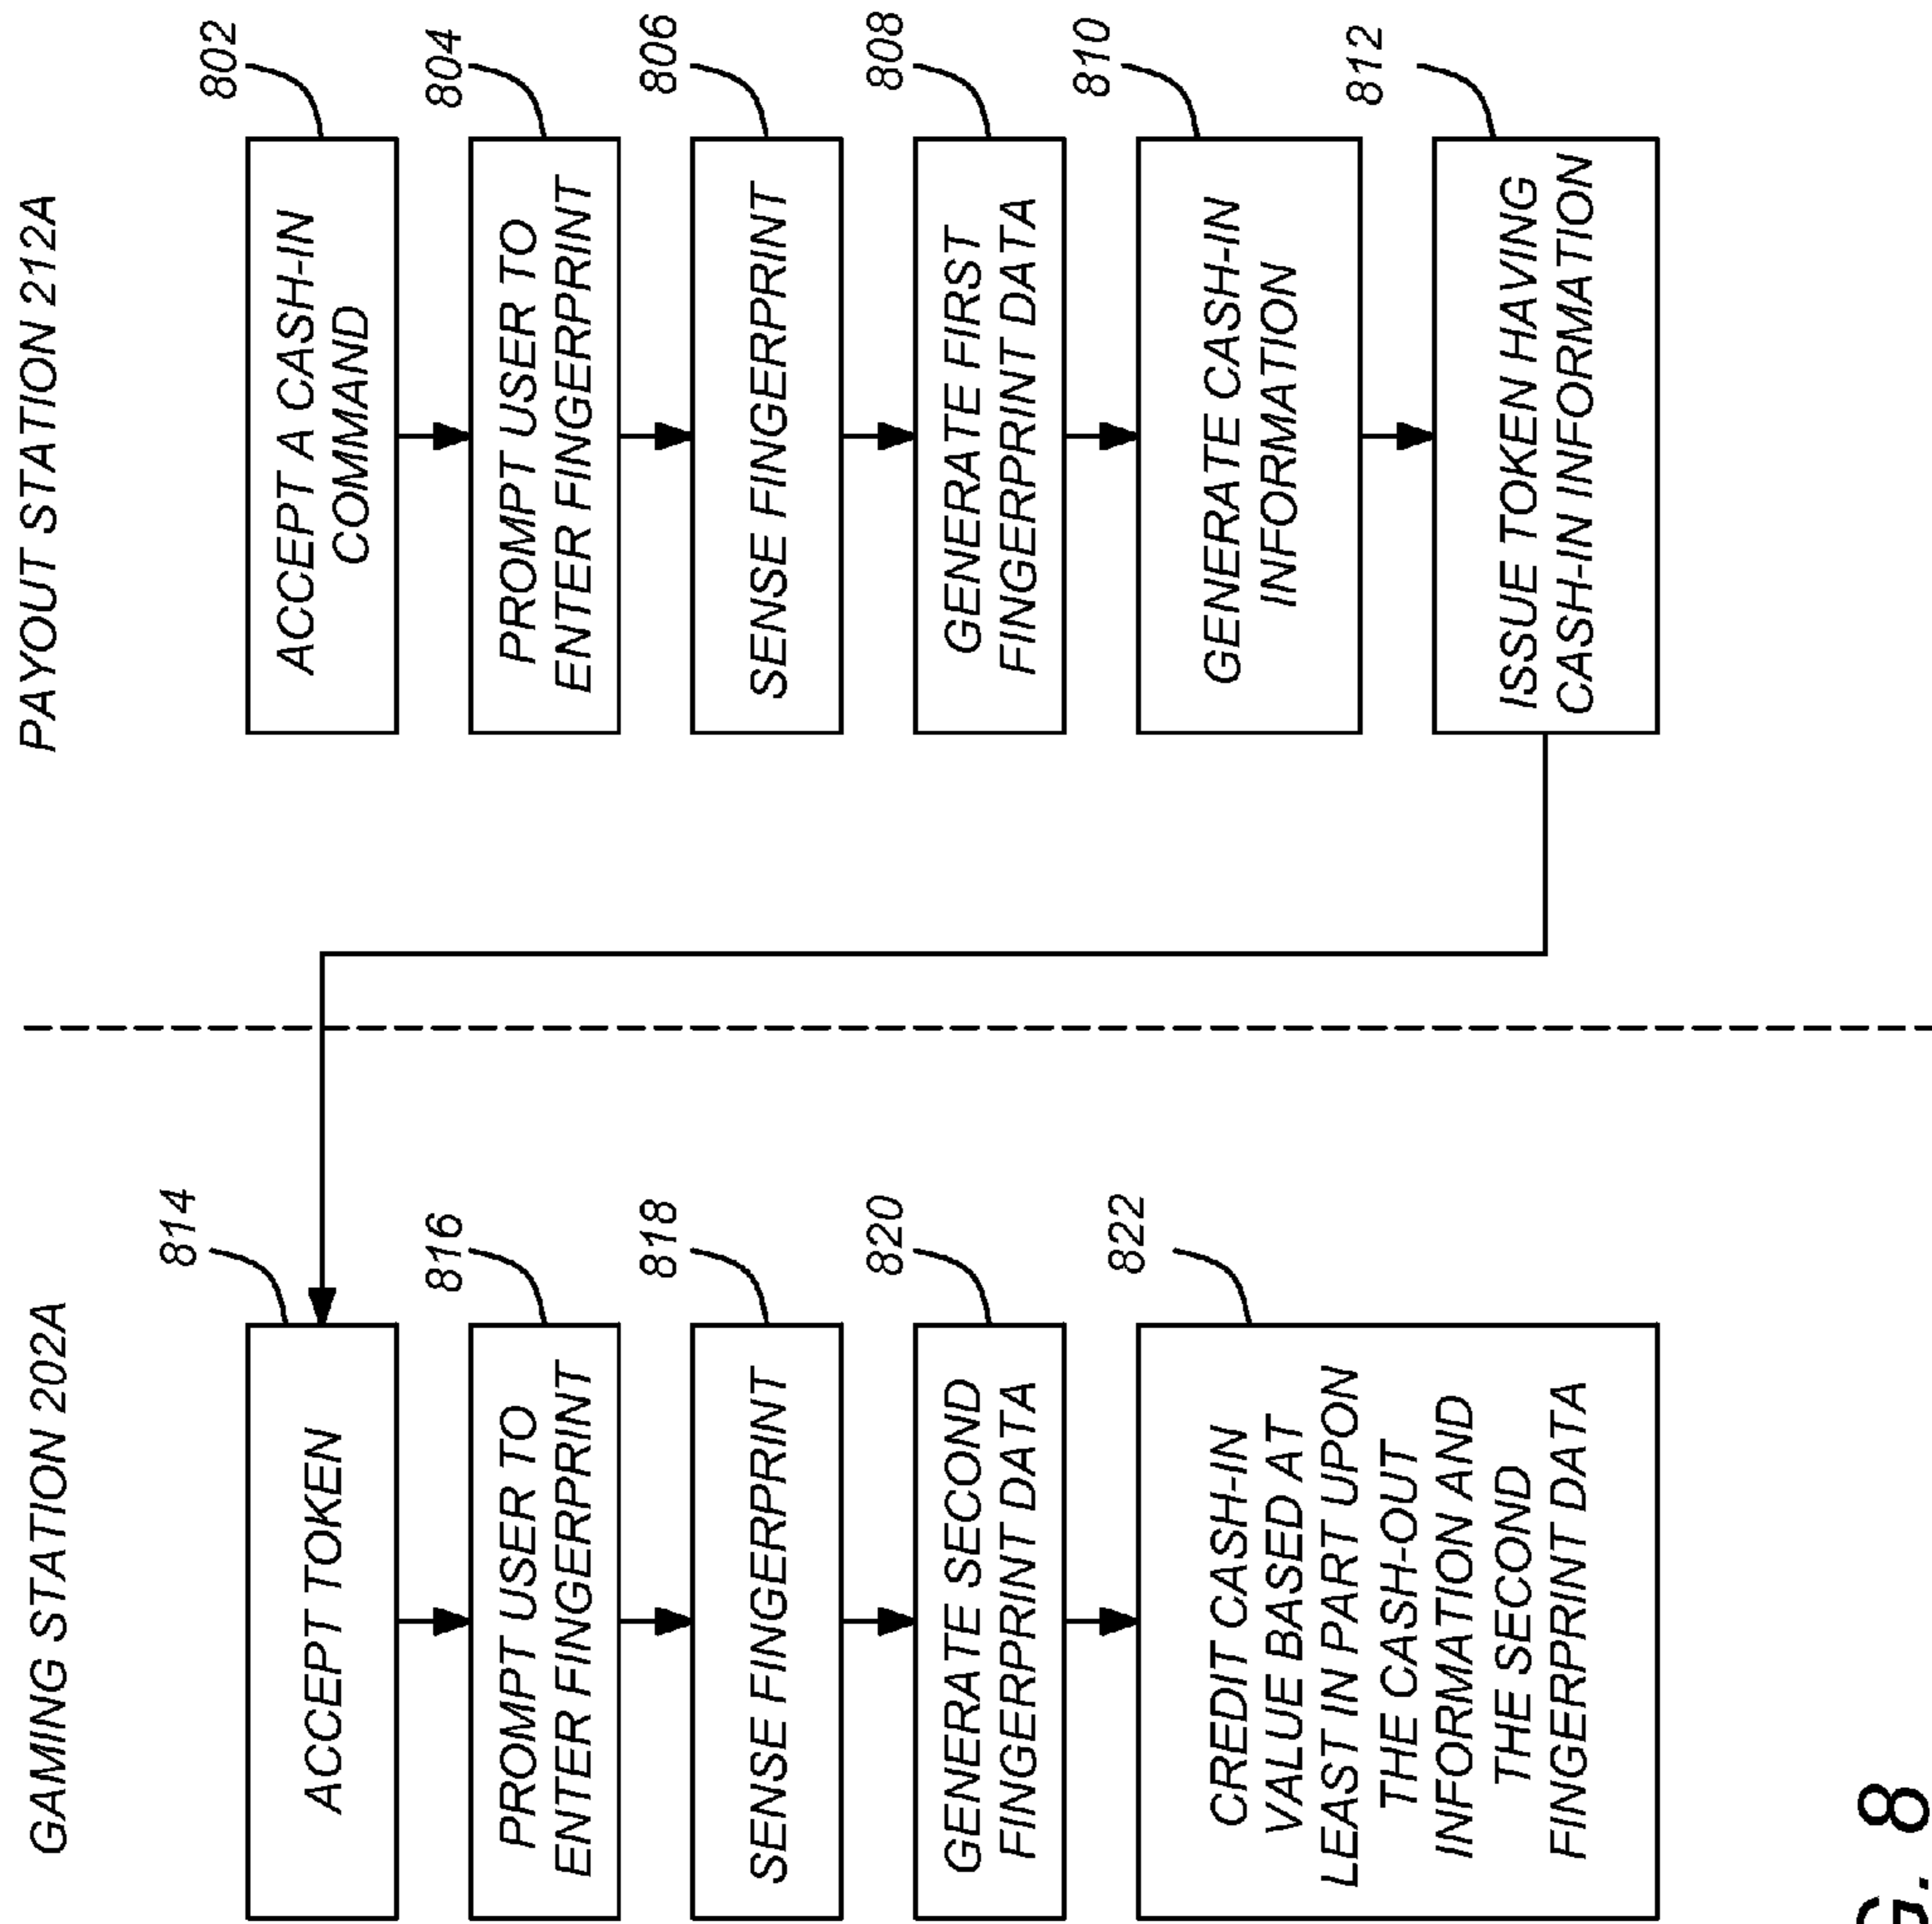 GAMING STATION 202A
814
ACCEPT TOKEN
816
PROMPT USER TO
ENTER FINGERPRINT
818
SENSE FINGERPRINT
820
GENERATE SECOND
FINGERPRINT DATA
822
CREDIT CASH-IN
VALUE BASED AT
LEAST IN PART UPON
THE CASH-OUT
INFORMATION AND
THE SECOND
FINGERPRINT DATA
PAYOUT STATION 212A
802
ACCEPT A CASH-IN
COMMAND
804
PROMPT USER TO
ENTER FINGERPRINT
806
SENSE FINGERPRINT
808
GENERATE FIRST
FINGERPRINT DATA
810
GENERATE CASH-IN
INFORMATION
812
ISSUE TOKEN HAVING
CASH-IN INFORMATION
G. 8